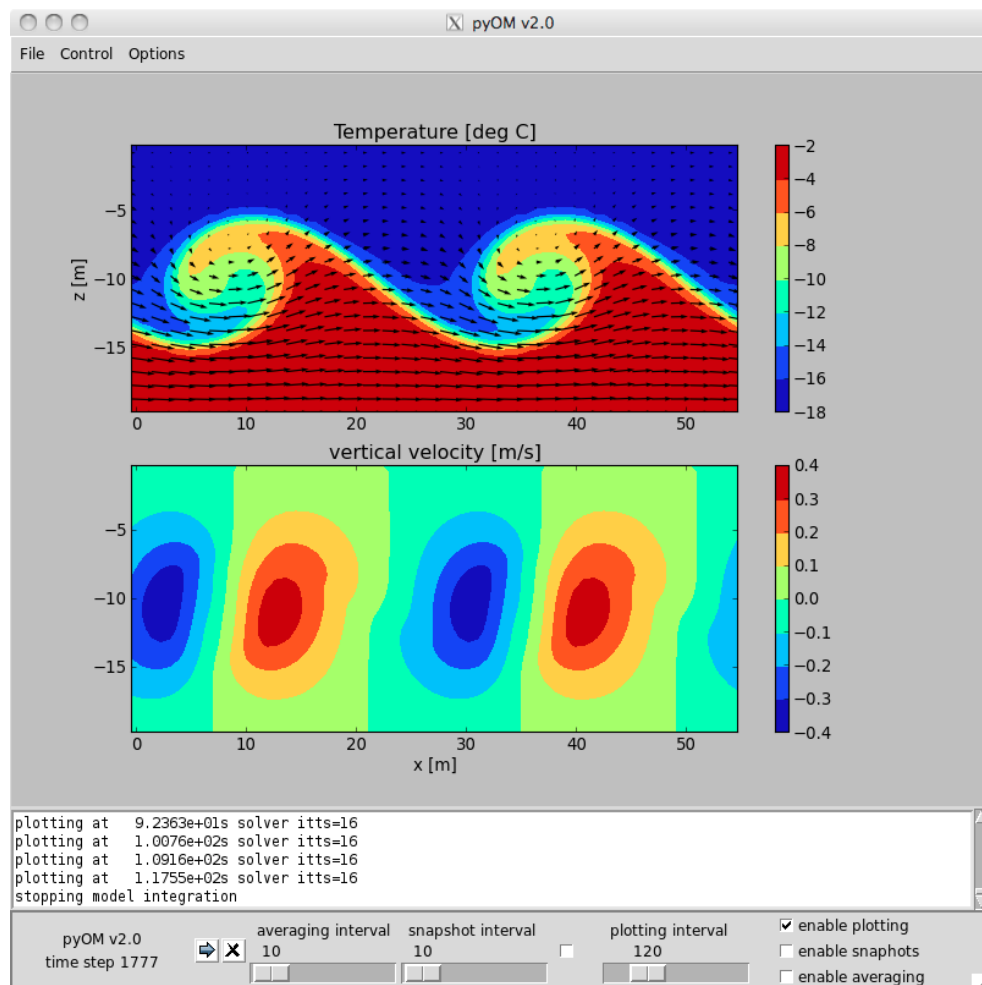 pyOM v2.0
File Control Options
Temperature [deg C]
z [m]
−5
−10
−15
0 10 20 30 40 50
−2
−4
−6
−8
−10
−12
−14
−16
−18
vertical velocity [m/s]
−5
−10
−15
0 10 20 30 40 50
x [m]
0.4
0.3
0.2
0.1
0.0
−0.1
−0.2
−0.3
−0.4
plotting at 9.2363e+01s solver itts=16
plotting at 1.0076e+02s solver itts=16
plotting at 1.0916e+02s solver itts=16
plotting at 1.1755e+02s solver itts=16
stopping model integration
pyOM v2.0
time step 1777
averaging interval
10
snapshot interval
10
plotting interval
120
enable plotting
enable snaphots
enable averaging